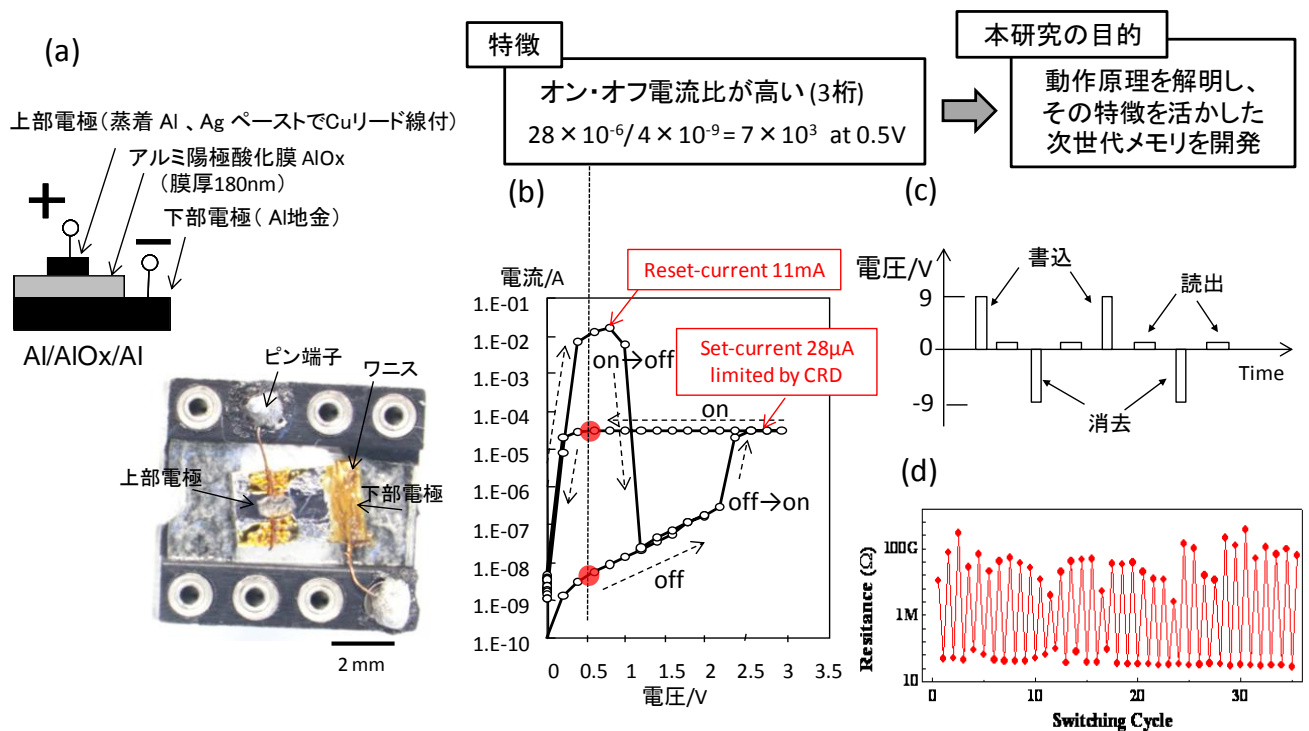 (a)
特徴
オン・オフ電流比が高い (3桁)
28 × 10-6/ 4 × 10-9 = 7 × 103 at 0.5V
本研究の目的
動作原理を解明し、
その特徴を活かした
次世代メモリを開発
上部電極(蒸着 Al 、Ag ペーストでCuリード線付)
アルミ陽極酸化膜 AlOx
(膜厚180nm)
下部電極( Al地金)
+
−
Al/AlOx/Al
ピン端子
ワニス
上部電極
下部電極
2 mm
(b)
電流/A
Reset-current 11mA
Set-current 28μA
limited by CRD
on→off
on
off→on
off
1.E-01
1.E-02
1.E-03
1.E-04
1.E-05
1.E-06
1.E-07
1.E-08
1.E-09
1.E-10
0 0.5 1 1.5 2 2.5 3 3.5
電圧/V
(c)
電圧/V
書込
読出
9
0
-9
Time
消去
(d)
Resitance (Ω)
100G
1M
10
0 10 20 30
Switching Cycle